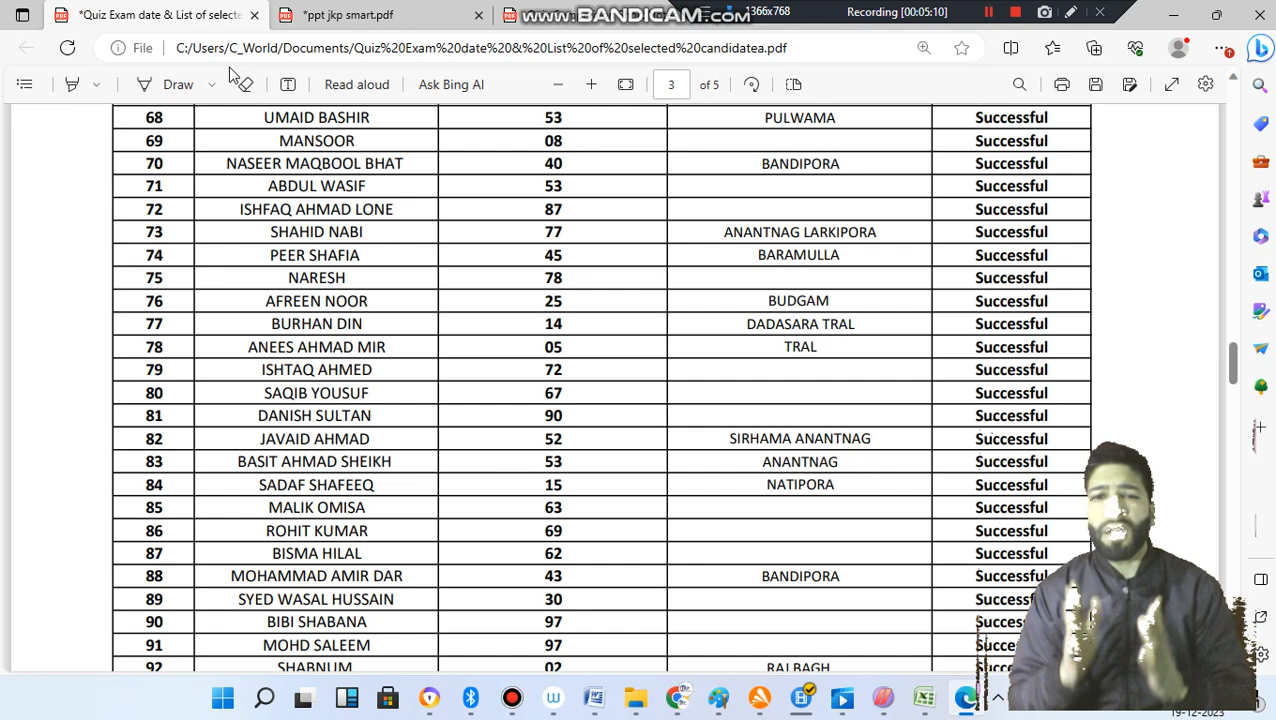 *Quiz Exam date & List of selecte
*ppt jkp smart.pdf
www.BANDICAM.com
1366x768
Recording [00:05:10]
File
C:/Users/C_World/Documents/Quiz%20Exam%20date%20&%20List%20of%20selected%20candidatea.pdf
Draw
Read aloud
Ask Bing AI
3 of 5
68 UMAID BASHIR 53 PULWAMA Successful
69 MANSOOR 08 Successful
70 NASEER MAQBOOL BHAT 40 BANDIPORA Successful
71 ABDUL WASIF 53 Successful
72 ISHFAQ AHMAD LONE 87 Successful
73 SHAHID NABI 77 ANANTNAG LARKIPORA Successful
74 PEER SHAFIA 45 BARAMULLA Successful
75 NARESH 78 Successful
76 AFREEN NOOR 25 BUDGAM Successful
77 BURHAN DIN 14 DADASARA TRAL Successful
78 ANEES AHMAD MIR 05 TRAL Successful
79 ISHTAQ AHMED 72 Successful
80 SAQIB YOUSUF 67 Successful
81 DANISH SULTAN 90 Successful
82 JAVAID AHMAD 52 SIRHAMA ANANTNAG Successful
83 BASIT AHMAD SHEIKH 53 ANANTNAG Successful
84 SADAF SHAFEEQ 15 NATIPORA Successful
85 MALIK OMISA 63 Successful
86 ROHIT KUMAR 69 Successful
87 BISMA HILAL 62 Successful
88 MOHAMMAD AMIR DAR 43 BANDIPORA Successful
89 SYED WASAL HUSSAIN 30 Successful
90 BIBI SHABANA 97 Successful
91 MOHD SALEEM 97
92 SHABNUM 02 RAJBAGH
19-12-2023